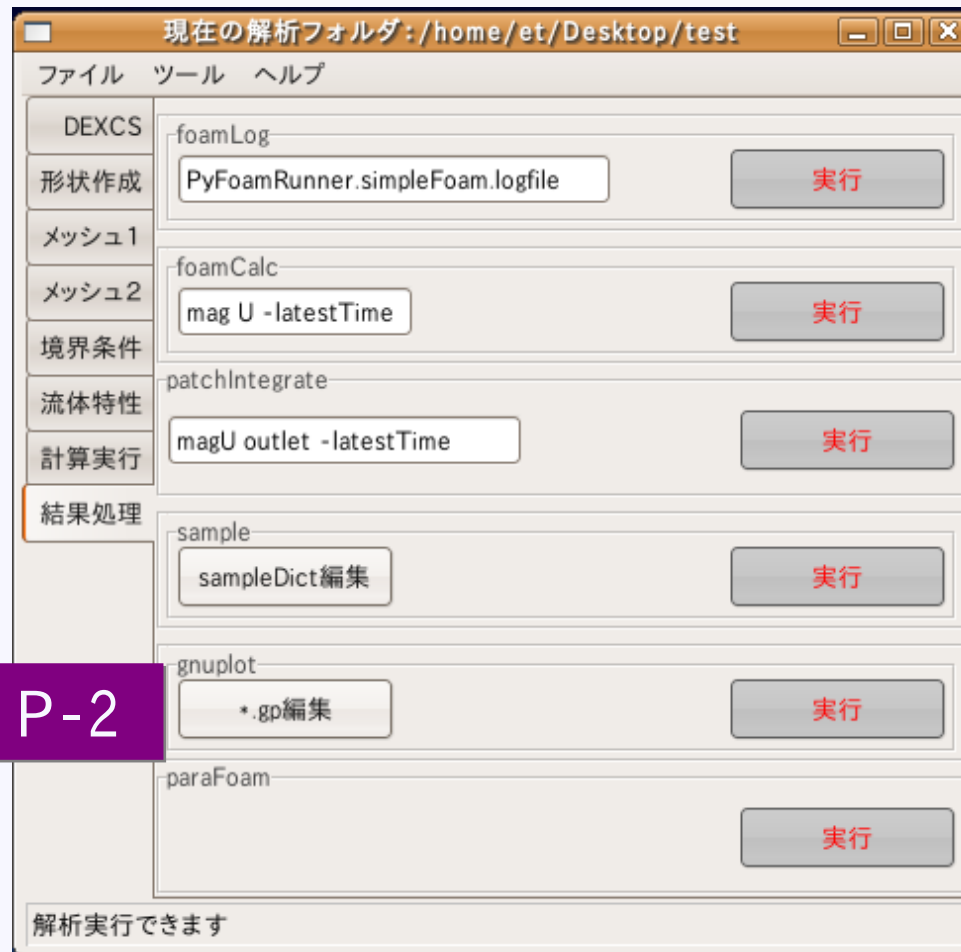 現在の解析フォルダ:/home/et/Desktop/test
ファイル ツール ヘルプ
DEXCS
形状作成
メッシュ1
メッシュ2
境界条件
流体特性
計算実行
結果処理
foamLog
PyFoamRunner.simpleFoam.logfile 実行
foamCalc
mag U -latestTime 実行
patchIntegrate
magU outlet -latestTime 実行
sample
sampleDict編集 実行
gnuplot
*.gp編集 実行
P-2
paraFoam
実行
解析実行できます